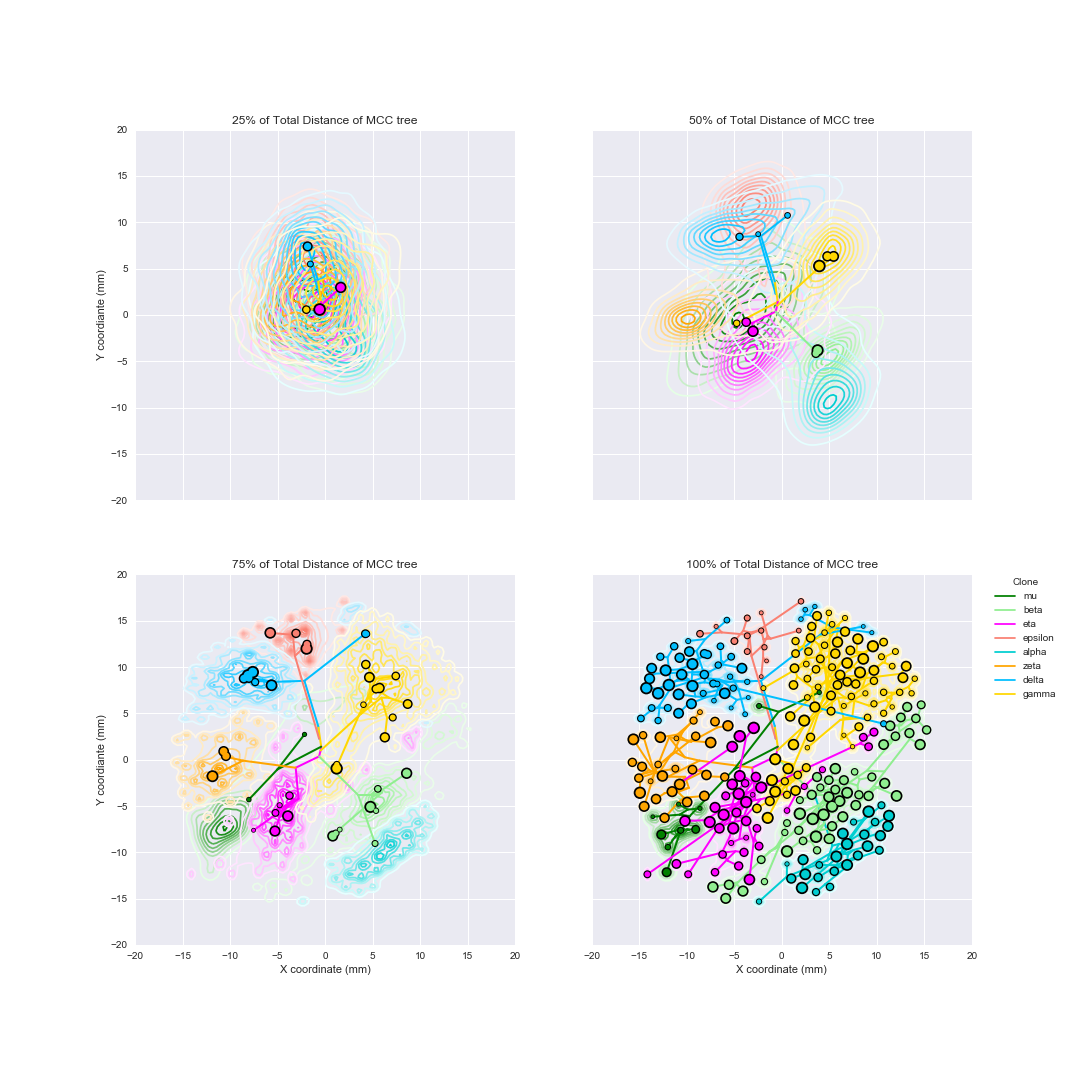 25% of Total Distance of MCC tree
50% of Total Distance of MCC tree
20
15
10
5
0
−5
−10
−15
−20
Y coordiante (mm)
75% of Total Distance of MCC tree
100% of Total Distance of MCC tree
20
15
10
5
0
−5
−10
−15
−20
Y coordiante (mm)
−20 −15 −10 −5 0 5 10 15 20
X coordinate (mm)
−20 −15 −10 −5 0 5 10 15 20
X coordinate (mm)
Clone
mu
beta
eta
epsilon
alpha
zeta
delta
gamma